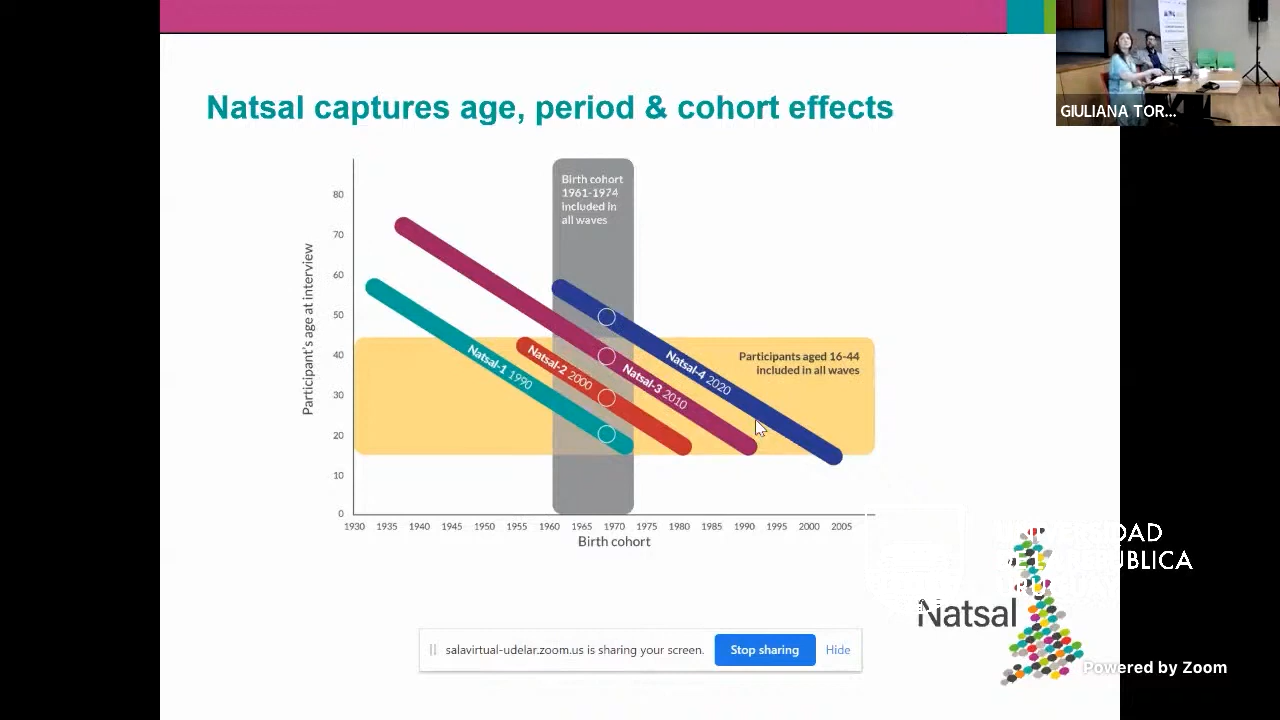 GIULIANA TOR...
Natsal captures age, period & cohort effects
Birth cohort
1961-1974
included in
all waves
Participant's age at interview
80
70
60
50
40
30
20
10
0
Natsal-1 1990
Natsal-2 2000
Natsal-3 2010
Natsal-4 2020
Participants aged 16-44
included in all waves
1930 1935 1940 1945 1950 1955 1960 1965 1970 1975 1980 1985 1990 1995 2000 2005
Birth cohort
Natsal
salavirtual-udelar.zoom.us is sharing your screen.
Stop sharing
Hide
Powered by Zoom